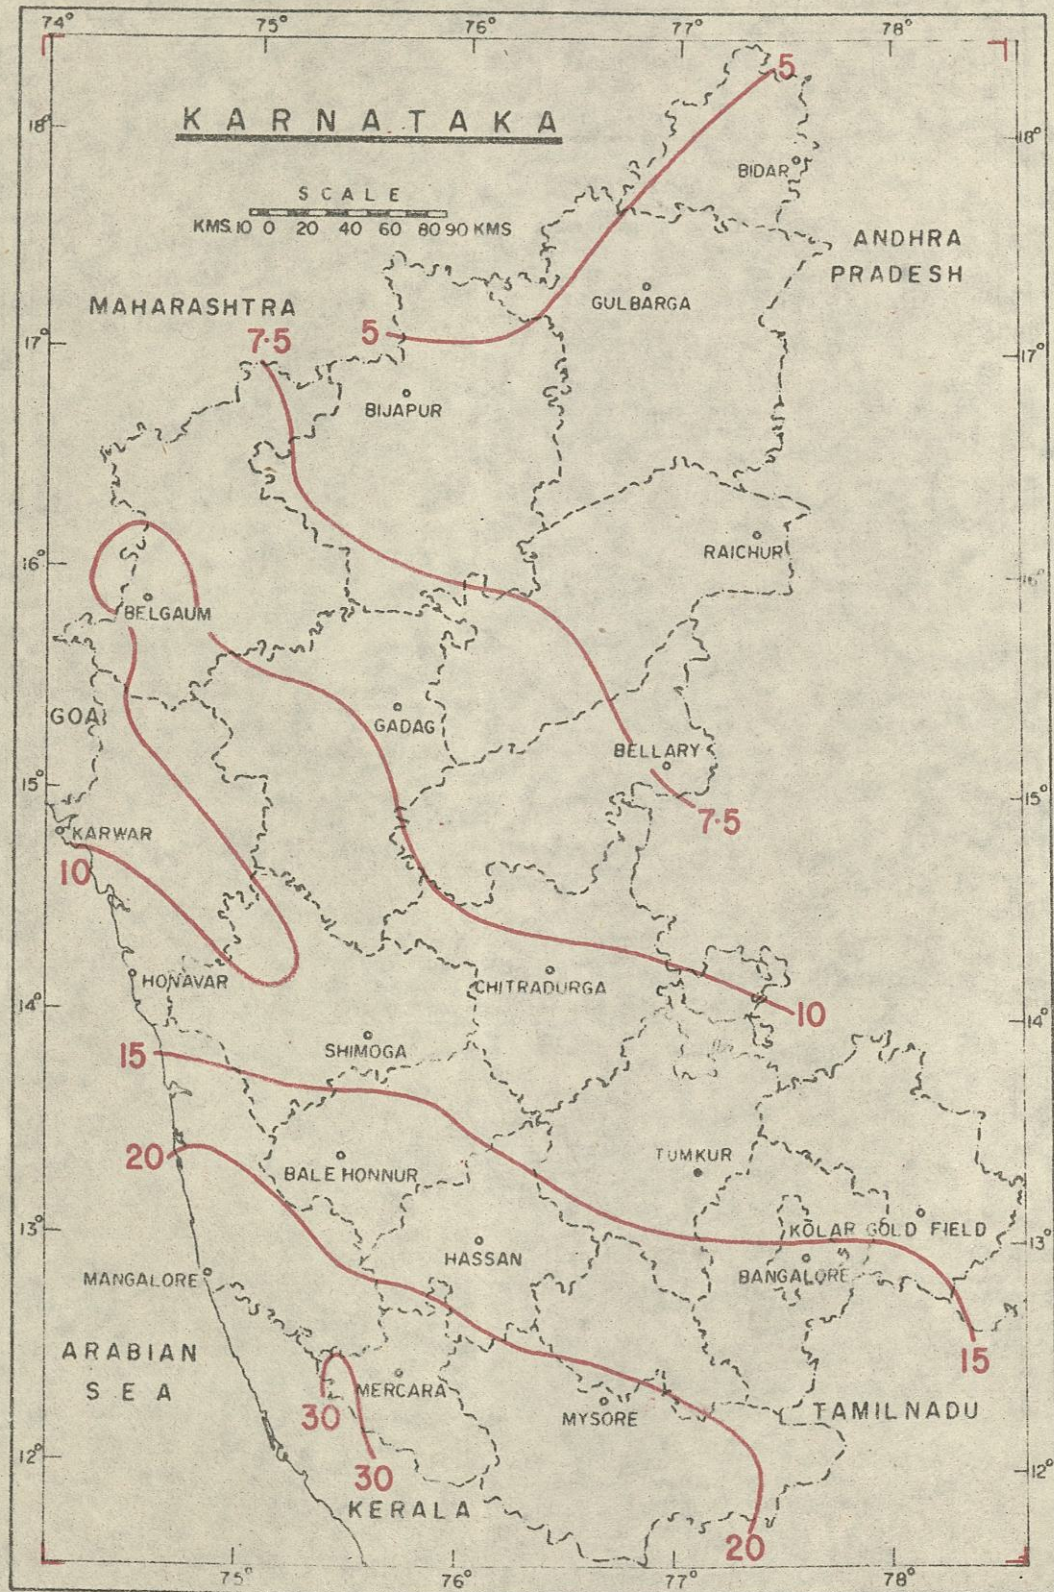 74° 75° 76° 77° 78°
5
KARNATAKA
18° 18°
BIDAR
SCALE
KMS.10 0 20 40 60 80 90 KMS
ANDHRA
PRADESH
GULBARGA
MAHARASHTRA
7.5 5
17° 17°
BIJAPUR
RAICHUR
16° 16°
BELGAUM
GOA
GADAG
BELLARY
15° 15°
7.5
KARWAR
10
HONAVAR
CHITRADURGA
14° 10 14°
SHIMOGA
15
20
TUMKUR
BALEHONNUR
KOLAR GOLD FIELD
13° 13°
HASSAN
MANGALORE
BANGALORE
ARABIAN
SEA
15
MERCARA
30
MYSORE
TAMILNADU
12° 12°
30
KERALA
20
75° 76° 77° 78°